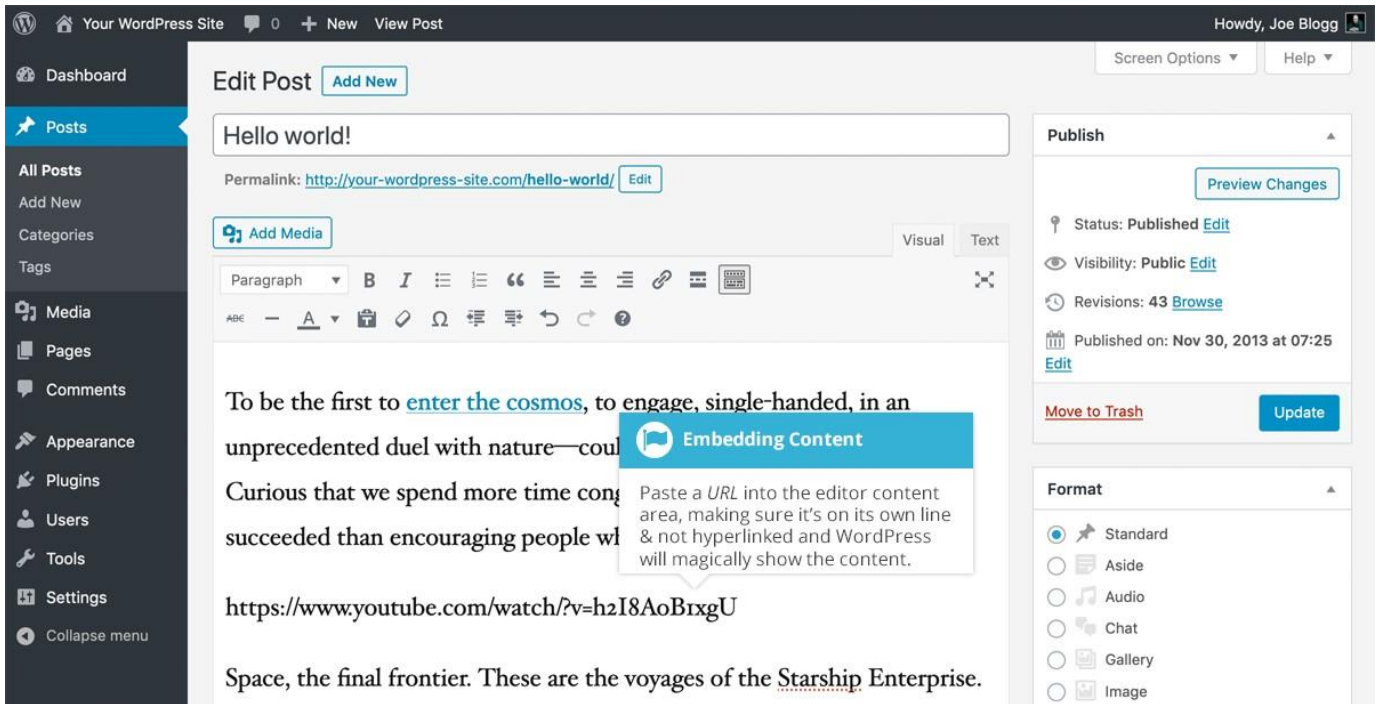 Your WordPress Site 0 + New View Post Howdy, Joe Blogg
Dashboard
Posts
All Posts
Add New
Categories
Tags
Media
Pages
Comments
Appearance
Plugins
Users
Tools
Settings
Collapse menu
Screen Options ▼ Help ▼
Edit Post Add New
Hello world!
Permalink: http://your-wordpress-site.com/hello-world/ Edit
Add Media
Visual Text
Paragraph ▼ B I
ABC A ▼ Ω
To be the first to enter the cosmos, to engage, single-handed, in an
unprecedented duel with nature—coul
Curious that we spend more time cong
succeeded than encouraging people wh
https://www.youtube.com/watch/?v=h2I8AoB1xgU
Space, the final frontier. These are the voyages of the Starship Enterprise.
Embedding Content
Paste a URL into the editor content
area, making sure it's on its own line
& not hyperlinked and WordPress
will magically show the content.
Publish
Preview Changes
Status: Published Edit
Visibility: Public Edit
Revisions: 43 Browse
Published on: Nov 30, 2013 at 07:25
Edit
Move to Trash Update
Format
Standard
Aside
Audio
Chat
Gallery
Image